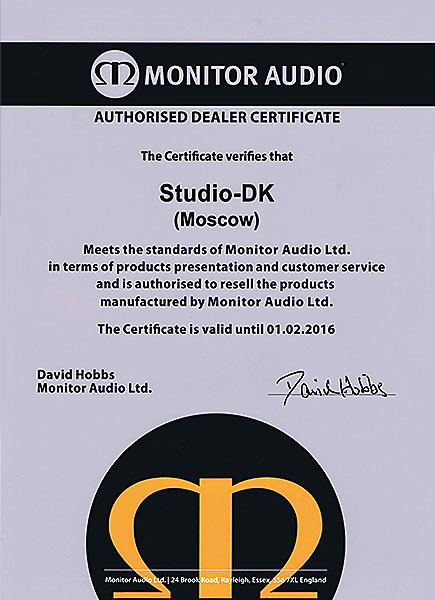 MONITOR AUDIO®
AUTHORISED DEALER CERTIFICATE
The Certificate verifies that
Studio-DK
(Moscow)
Meets the standards of Monitor Audio Ltd.
in terms of products presentation and customer service
and is authorised to resell the products
manufactured by Monitor Audio Ltd.
The Certificate is valid until 01.02.2016
David Hobbs
Monitor Audio Ltd.
David Hobbs
Monitor Audio Ltd. | 24 Brook Road, Rayleigh, Essex, SS6 7XL England